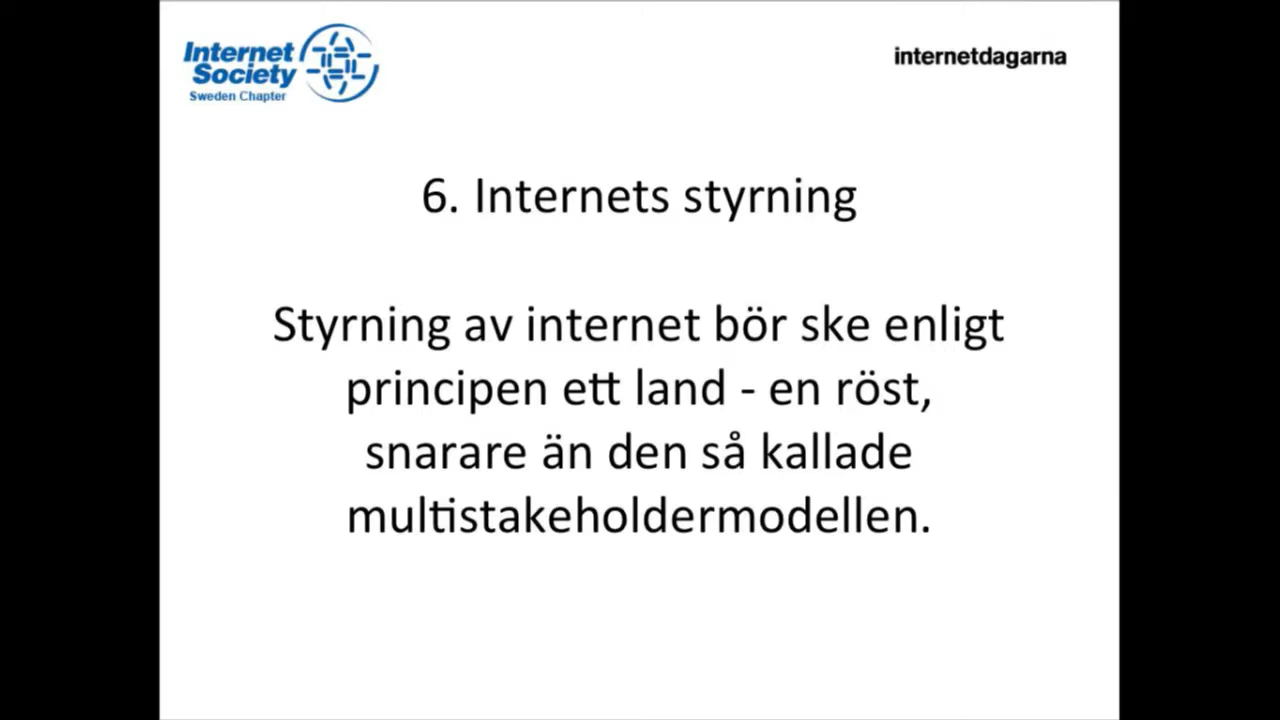 Internet
Society
Sweden Chapter
internetdagarna
6. Internets styrning
Styrning av internet bör ske enligt
principen ett land - en röst,
snarare än den så kallade
multistakeholdermodellen.